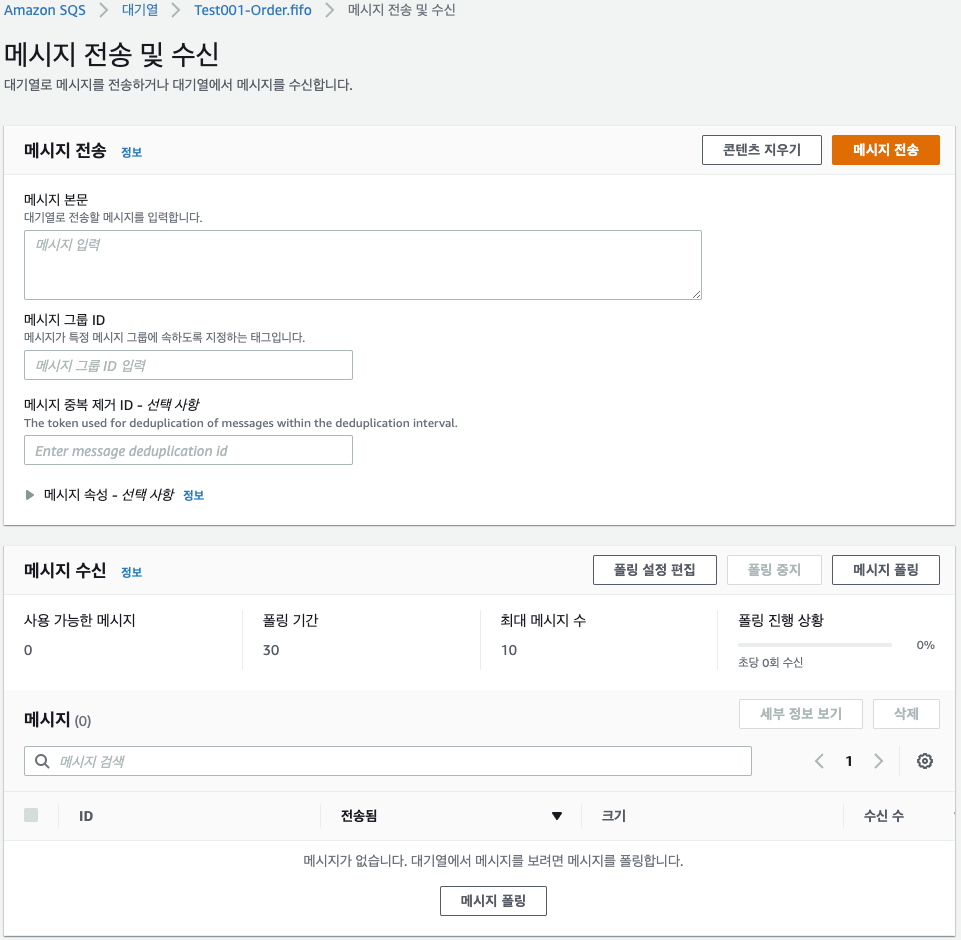 Amazon SQS > 대기열 > Test001-Order.fifo > 메시지 전송 및 수신
메시지 전송 및 수신
대기열로 메시지를 전송하거나 대기열에서 메시지를 수신합니다.
메시지 전송 정보 콘텐츠 지우기 메시지 전송
메시지 본문
대기열로 전송할 메시지를 입력합니다.
메시지 입력
메시지 그룹 ID
메시지가 특정 메시지 그룹에 속하도록 지정하는 태그입니다.
메시지 그룹 ID 입력
메시지 중복 제거 ID - 선택 사항
The token used for deduplication of messages within the deduplication interval.
Enter message deduplication id
메시지 속성 - 선택 사항 정보
메시지 수신 정보 폴링 설정 편집 폴링 중지 메시지 폴링
사용 가능한 메시지 폴링 기간 최대 메시지 수 폴링 진행 상황
0 30 10 0%
초당 0회 수신
메시지 (0) 세부 정보 보기 삭제
메시지 검색 1
ID 전송됨 크기 수신 수
메시지가 없습니다. 대기열에서 메시지를 보려면 메시지를 폴링합니다.
메시지 폴링